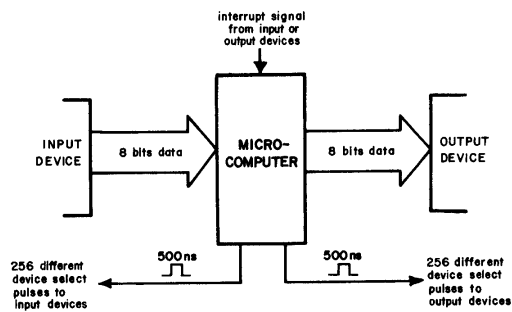 interrupt signal
from input or
output devices
INPUT
DEVICE
8 bits data
MICRO-
COMPUTER
8 bits data
OUTPUT
DEVICE
500ns
500ns
256 different
device select
pulses to
input devices
256 different
device select
pulses to
output devices